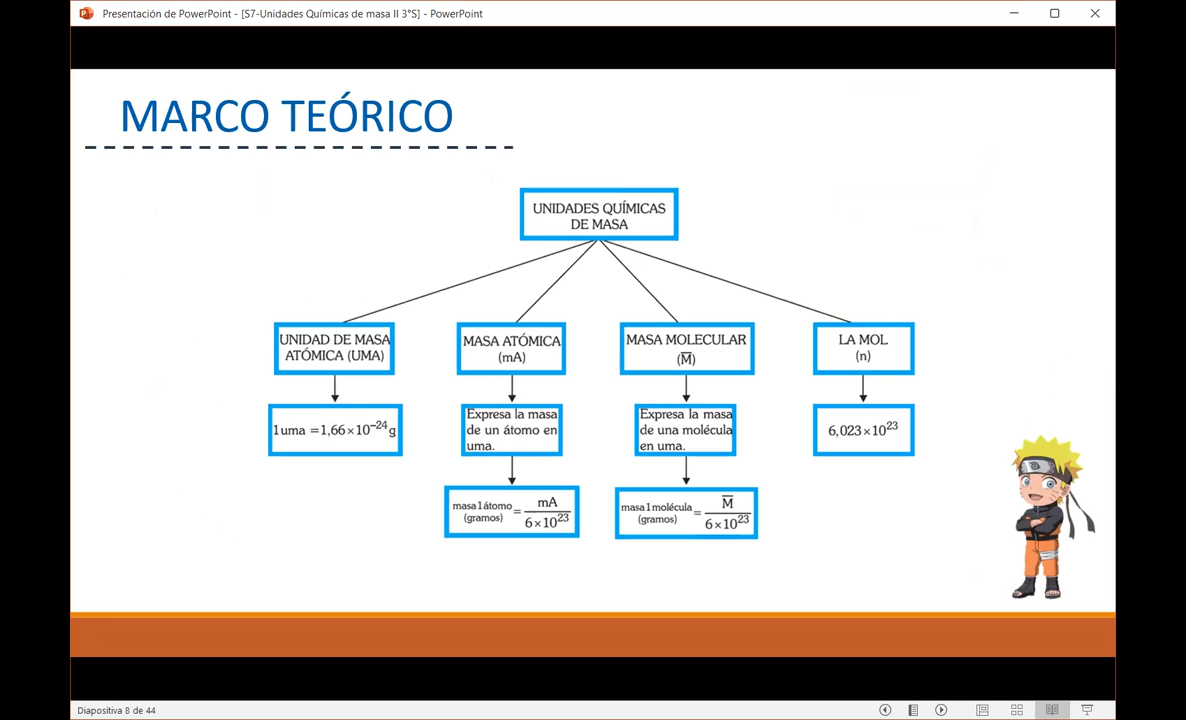 Presentación de PowerPoint - [S7-Unidades Químicas de masa II 3°S] - PowerPoint
MARCO TEÓRICO
UNIDADES QUÍMICAS
DE MASA
UNIDAD DE MASA
ATÓMICA (UMA)
MASA ATÓMICA
(mA)
MASA MOLECULAR
(M̅)
LA MOL
(n)
1 uma = 1,66 × 10⁻²⁴ g
Expresa la masa
de un átomo en
uma.
Expresa la masa
de una molécula
en uma.
6,023 × 10²³
masa 1 átomo
(gramos) = mA / 6 × 10²³
masa 1 molécula
(gramos) = M̅ / 6 × 10²³
Diapositiva 8 de 44